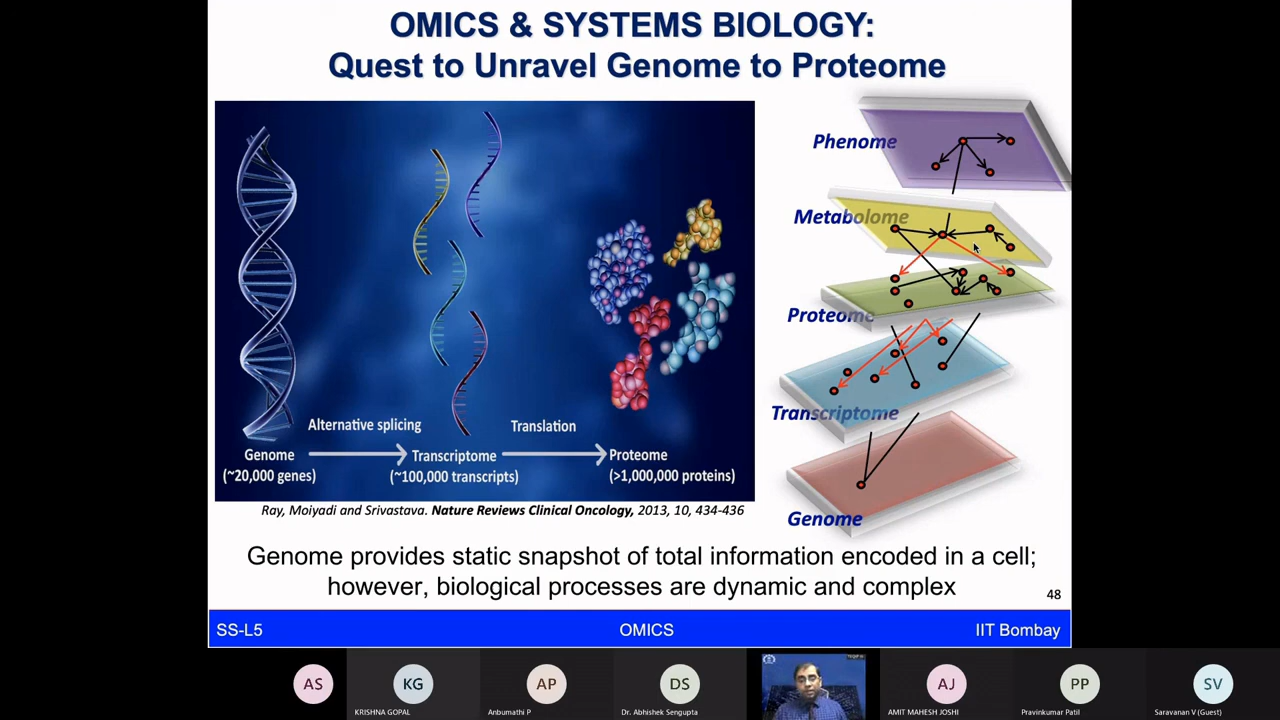 OMICS & SYSTEMS BIOLOGY:
Quest to Unravel Genome to Proteome
Alternative splicing
Translation
Genome
(~20,000 genes)
Transcriptome
(~100,000 transcripts)
Proteome
(>1,000,000 proteins)
Ray, Moiyadi and Srivastava. Nature Reviews Clinical Oncology, 2013, 10, 434-436
Phenome
Metabolome
Proteome
Transcriptome
Genome
Genome provides static snapshot of total information encoded in a cell;
however, biological processes are dynamic and complex
48
SS-L5
OMICS
IIT Bombay
AS
KG
AP
DS
AJ
PP
SV
KRISHNA GOPAL
Anbumathi P
Dr. Abhishek Sengupta
AMIT MAHESH JOSHI
Pravinkumar Patil
Saravanan V (Guest)